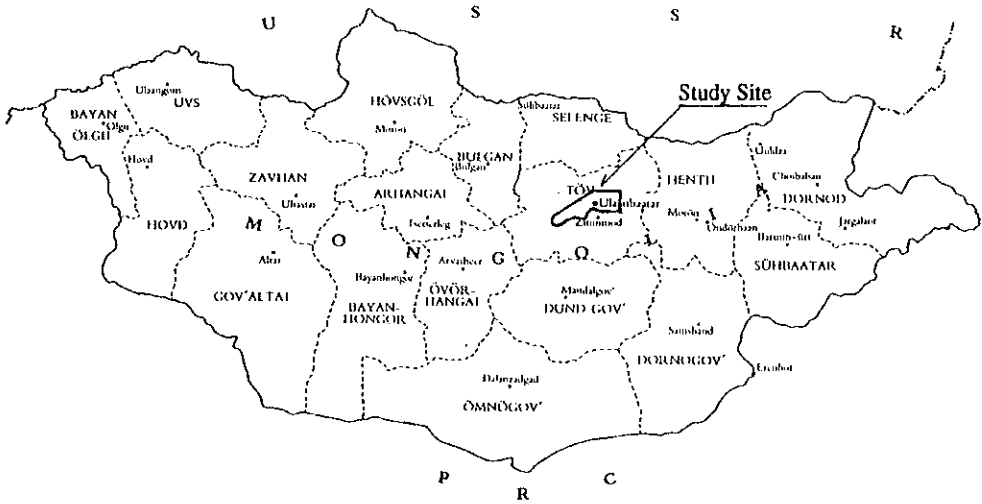 U S S R
Study Site
Ulaangom
UVS
BAYAN
ÖLGII
Ölgii
Hovd
HOVD
HÖVSGÖL
Mörön
Sühbaatar
SELENGE
BULGAN
Bulgan
ZAVHAN
Uliastai
ARHANGAI
Tsetserleg
TÖV
Ulaanbaatar
Zuunmod
HENTII
Mörön
Öndörhaan
Choibalsan
DORNOD
Baruun-Urt
SÜHBAATAR
M O N G O L I A
Altai
GOV'ALTAI
Bayanhongor
BAYAN-
HONGOR
Arvaiheer
ÖVÖR-
HANGAI
Mandalgov'
DUND GOV'
Sainshand
DORNOGOV'
Erenhot
Dalanzadgad
ÖMNÖGOV'
P R C